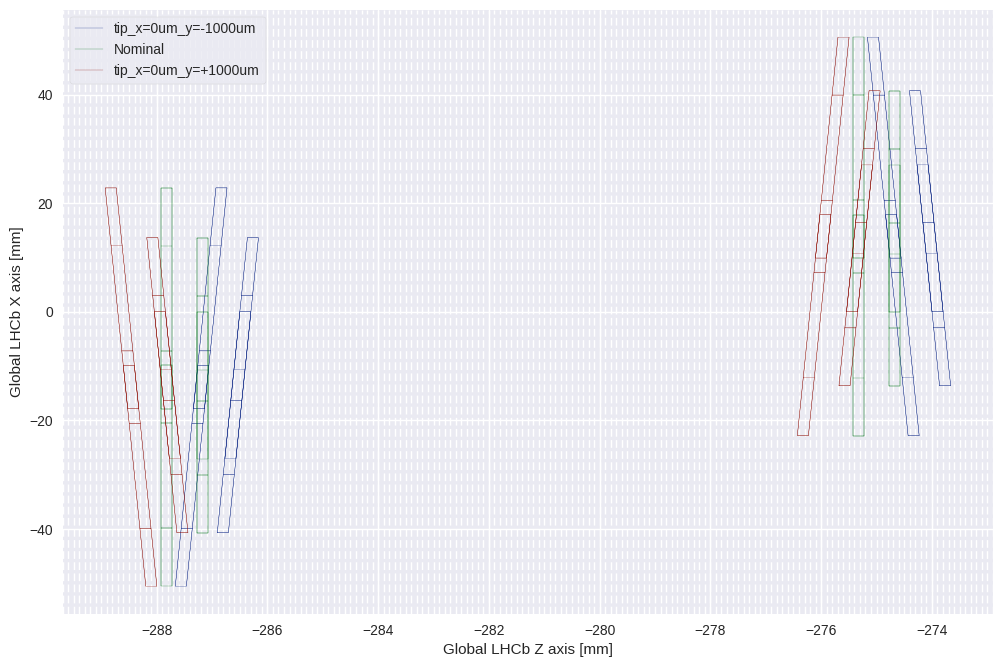 tip_x=0um_y=-1000um
Nominal
tip_x=0um_y=+1000um
40
20
0
−20
−40
Global LHCb X axis [mm]
−288 −286 −284 −282 −280 −278 −276 −274
Global LHCb Z axis [mm]